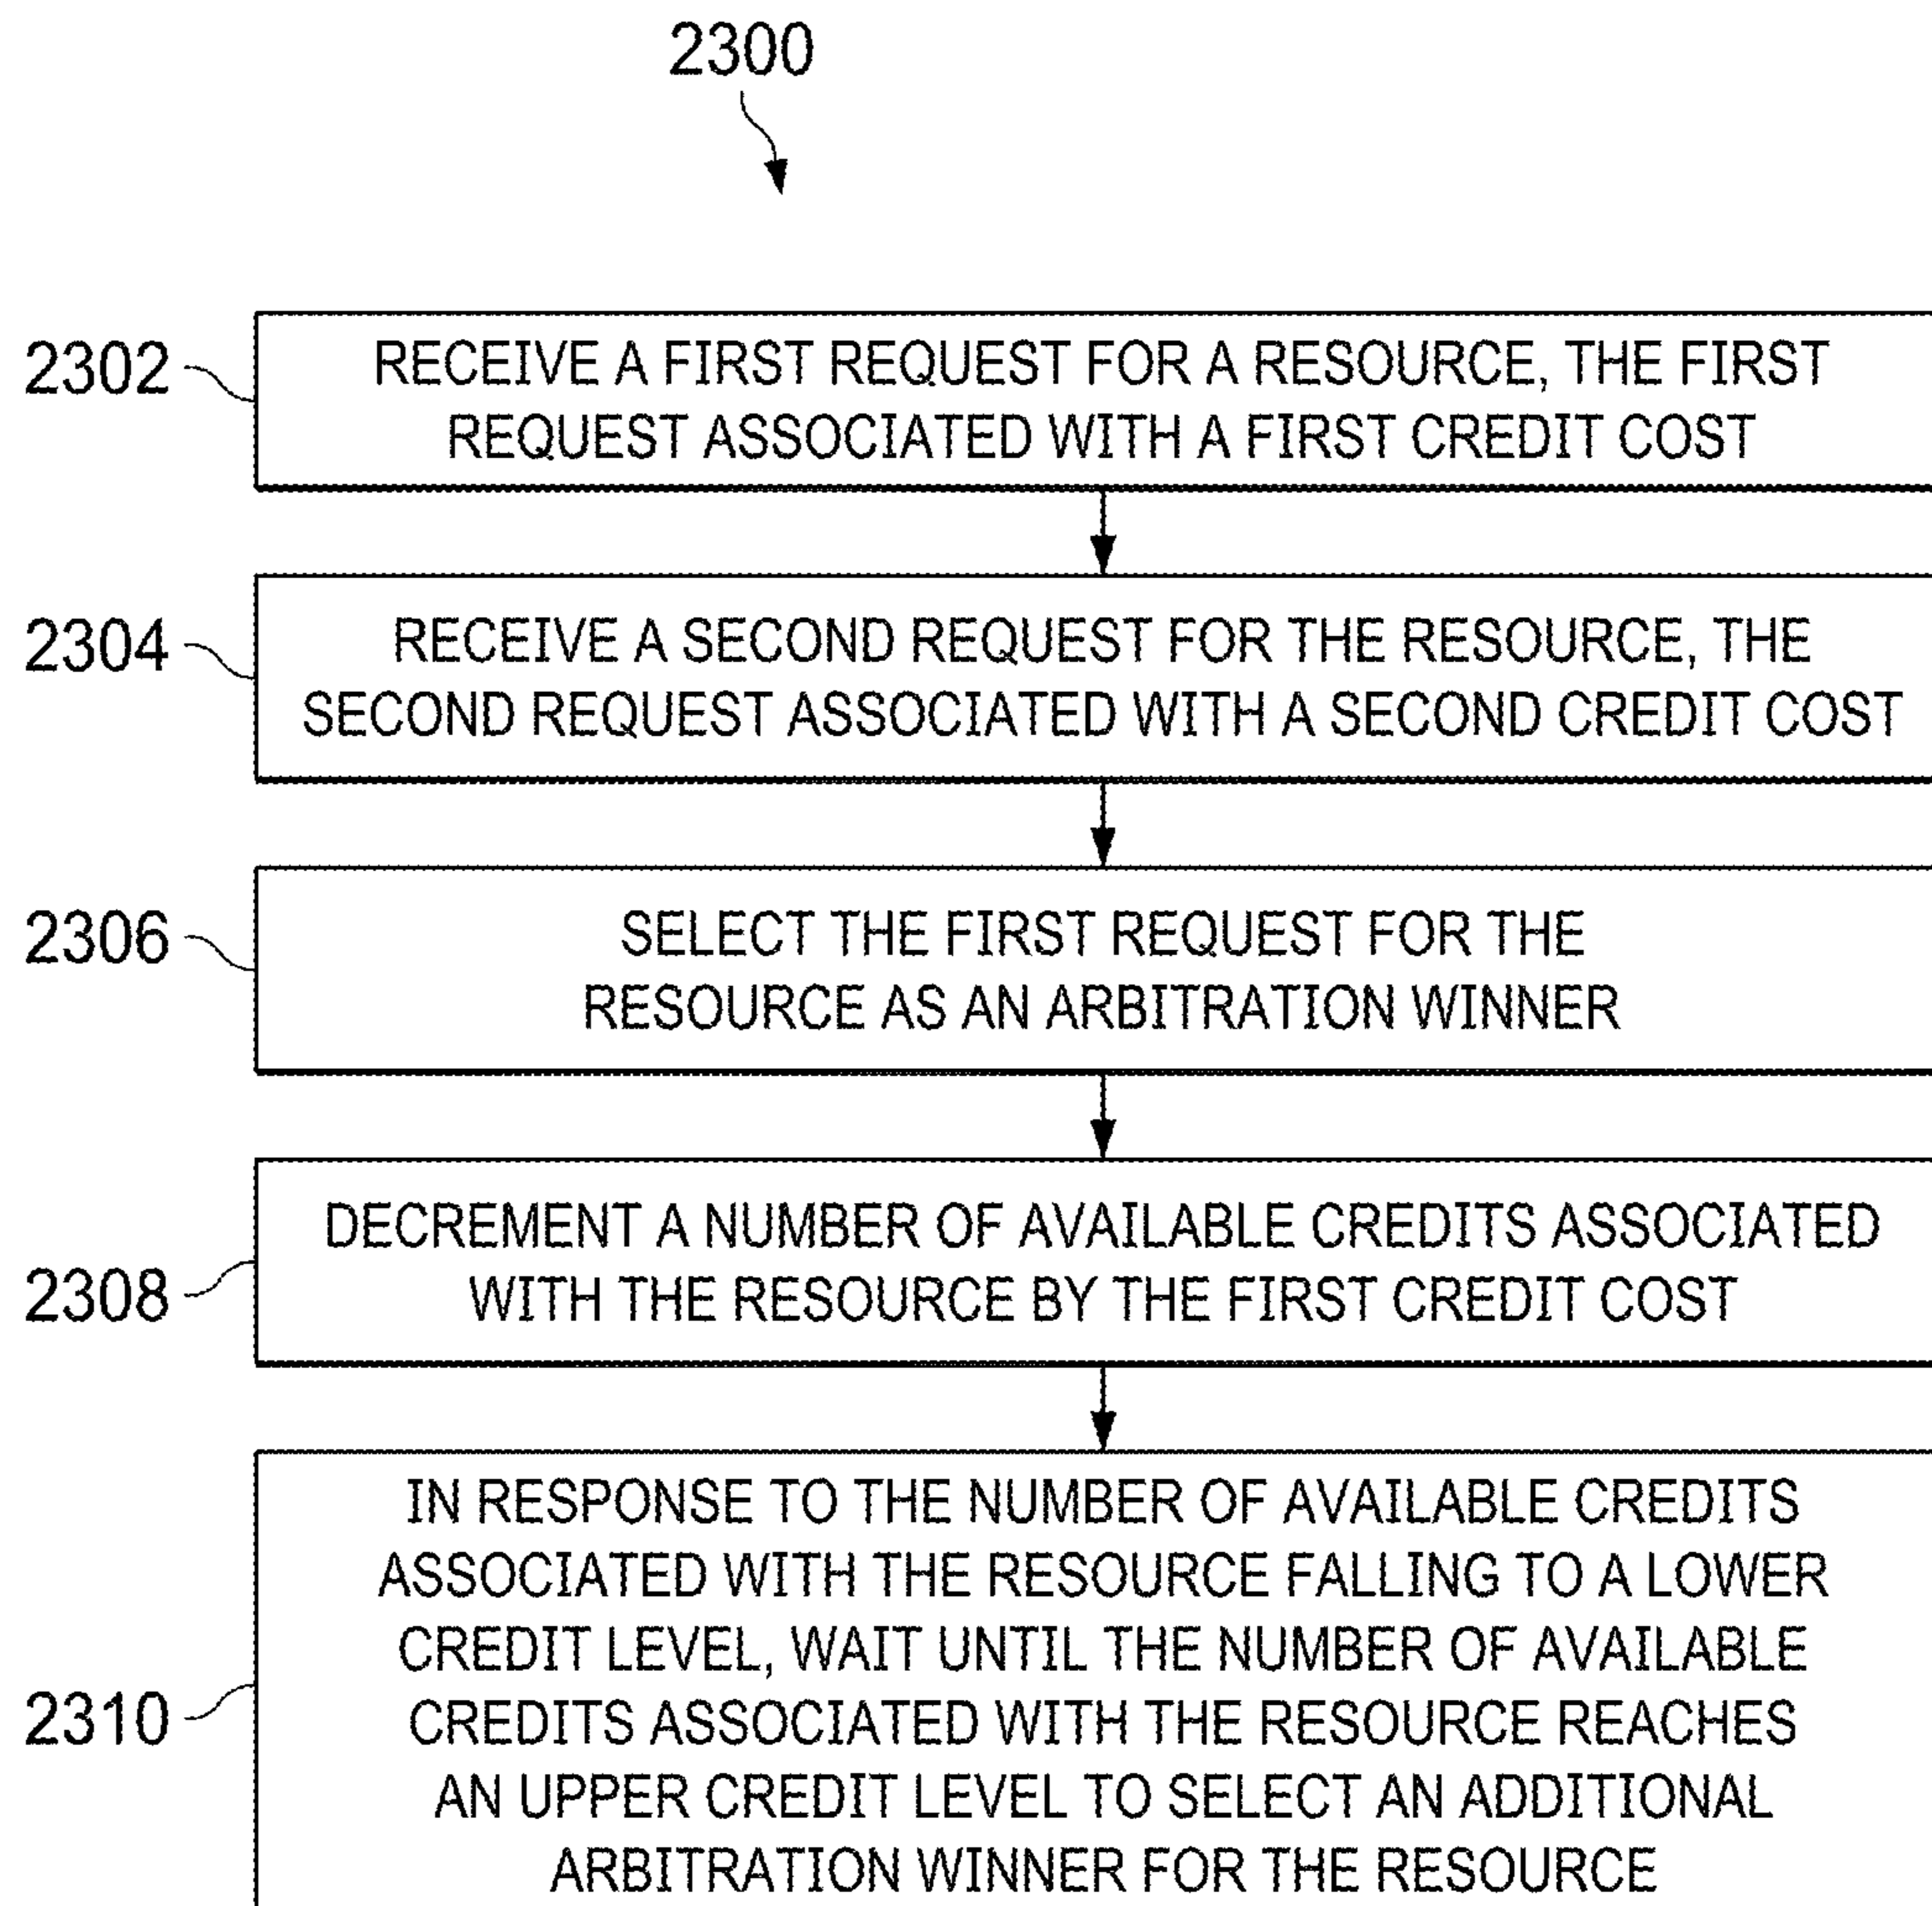 2300
2302
RECEIVE A FIRST REQUEST FOR A RESOURCE, THE FIRST
REQUEST ASSOCIATED WITH A FIRST CREDIT COST
2304
RECEIVE A SECOND REQUEST FOR THE RESOURCE, THE
SECOND REQUEST ASSOCIATED WITH A SECOND CREDIT COST
2306
SELECT THE FIRST REQUEST FOR THE
RESOURCE AS AN ARBITRATION WINNER
2308
DECREMENT A NUMBER OF AVAILABLE CREDITS ASSOCIATED
WITH THE RESOURCE BY THE FIRST CREDIT COST
2310
IN RESPONSE TO THE NUMBER OF AVAILABLE CREDITS
ASSOCIATED WITH THE RESOURCE FALLING TO A LOWER
CREDIT LEVEL, WAIT UNTIL THE NUMBER OF AVAILABLE
CREDITS ASSOCIATED WITH THE RESOURCE REACHES
AN UPPER CREDIT LEVEL TO SELECT AN ADDITIONAL
ARBITRATION WINNER FOR THE RESOURCE